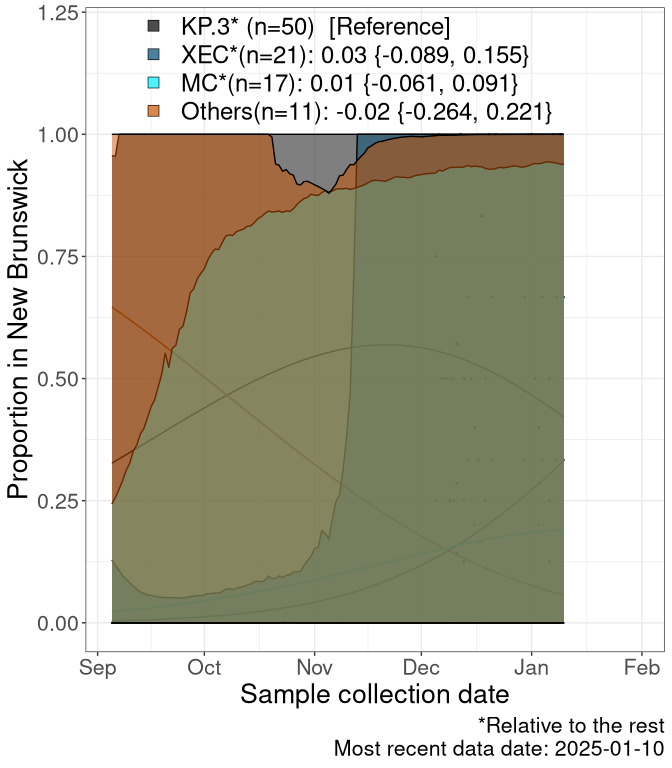 KP.3* (n=50)  [Reference]
XEC*(n=21): 0.03 {-0.089, 0.155}
MC*(n=17): 0.01 {-0.061, 0.091}
Others(n=11): -0.02 {-0.264, 0.221}
1.25
1.00
0.75
0.50
0.25
0.00
Proportion in New Brunswick
Sep Oct Nov Dec Jan Feb
Sample collection date
*Relative to the rest
Most recent data date: 2025-01-10